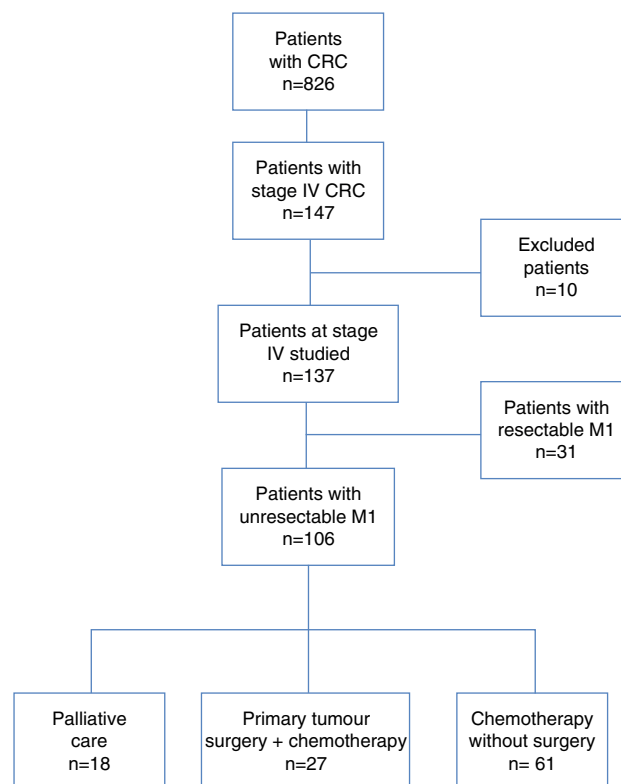 Patients
with CRC
n=826
Patients with
stage IV CRC
n=147
Excluded
patients
n=10
Patients at stage
IV studied
n=137
Patients with
resectable M1
n=31
Patients with
unresectable M1
n=106
Palliative
care
n=18
Primary tumour
surgery + chemotherapy
n=27
Chemotherapy
without surgery
n= 61